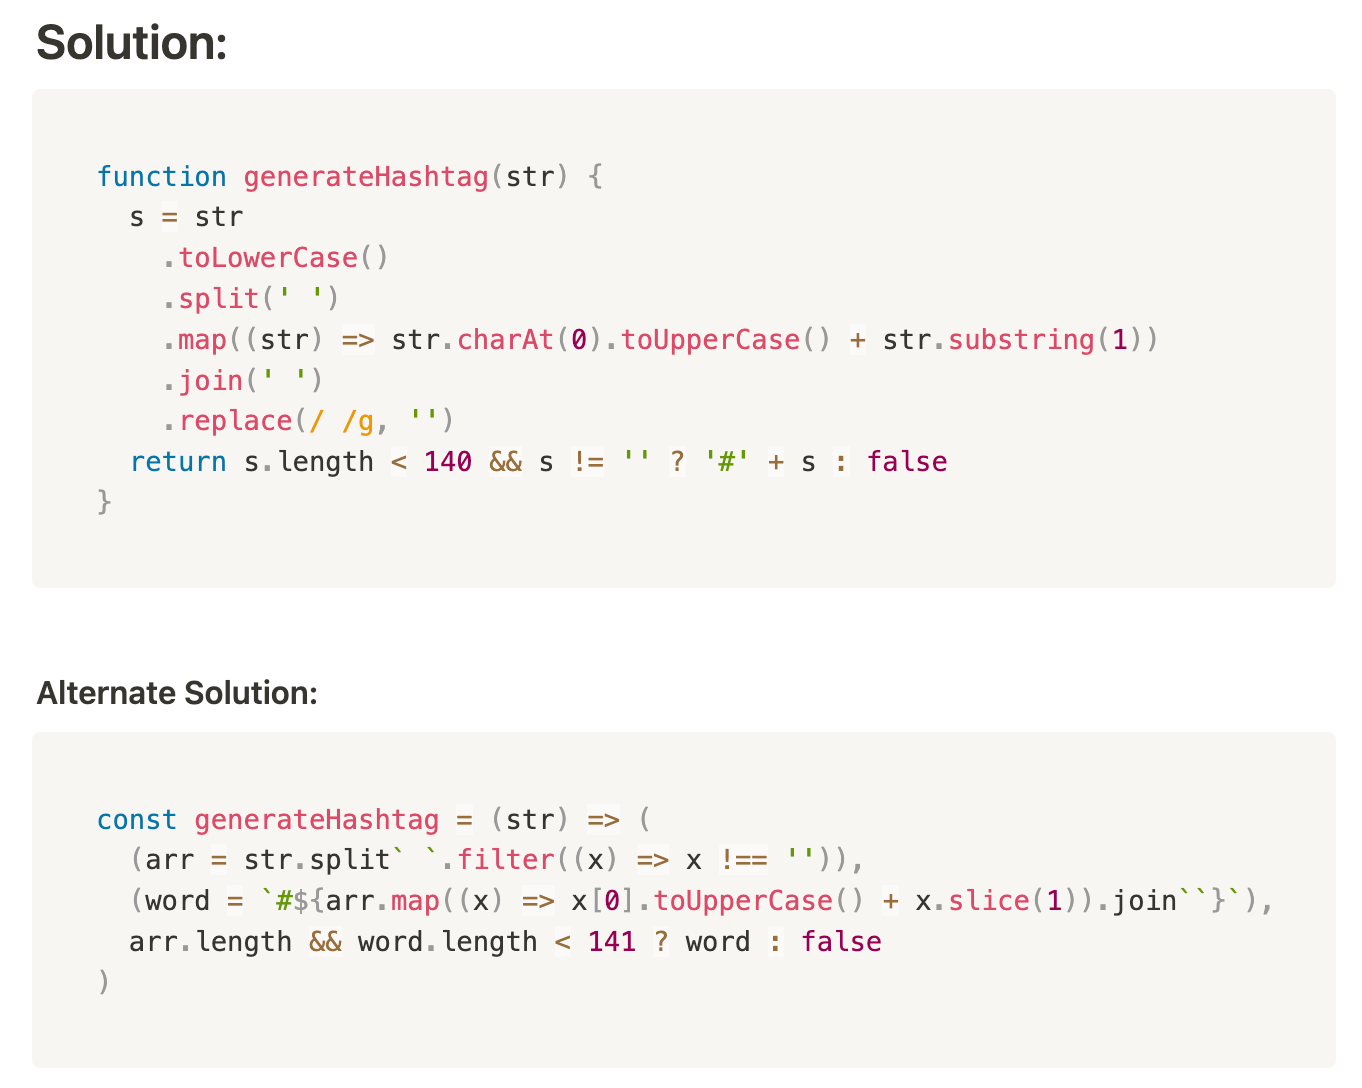 Solution:
function generateHashtag(str) {
  s = str
    .toLowerCase()
    .split(' ')
    .map((str) => str.charAt(0).toUpperCase() + str.substring(1))
    .join(' ')
    .replace(/ /g, '')
  return s.length < 140 && s != '' ? '#' + s : false
}
Alternate Solution:
const generateHashtag = (str) => (
  (arr = str.split` `.filter((x) => x !== '')),
  (word = `#${arr.map((x) => x[0].toUpperCase() + x.slice(1)).join``}`),
  arr.length && word.length < 141 ? word : false
)